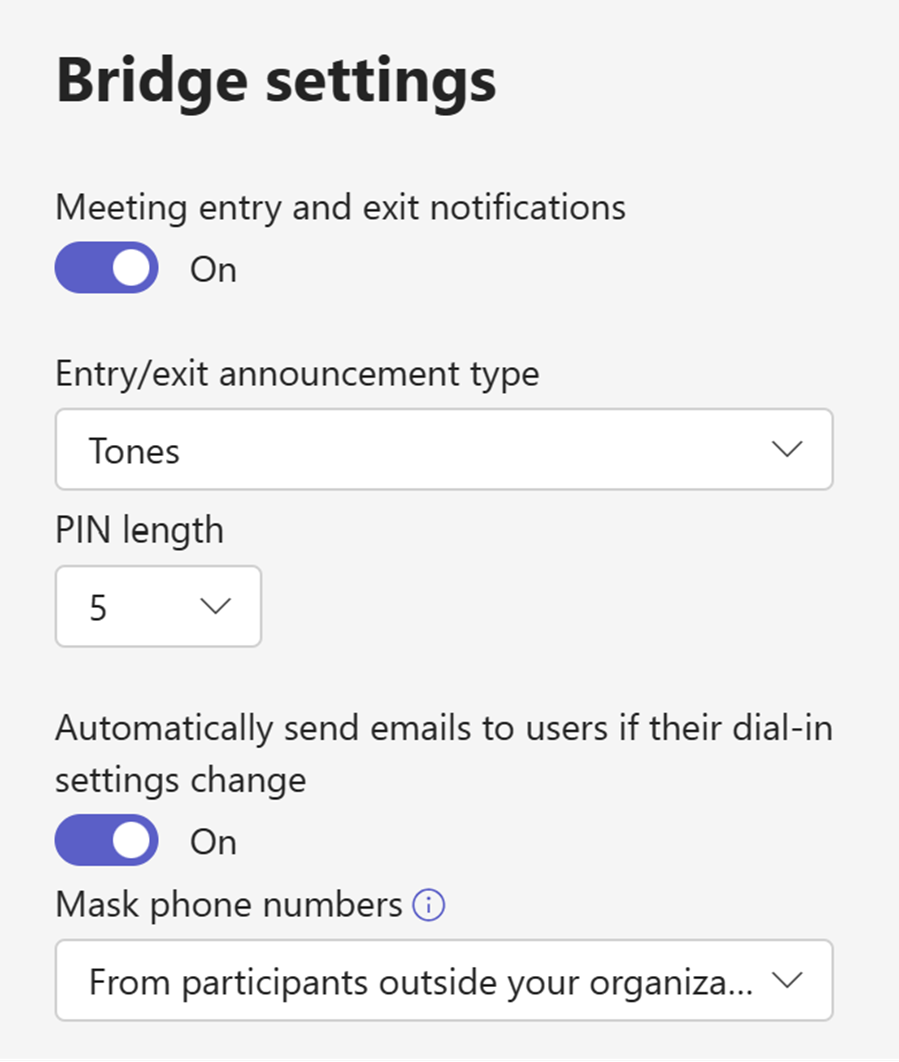 Bridge settings
Meeting entry and exit notifications
On
Entry/exit announcement type
Tones
PIN length
5
Automatically send emails to users if their dial-in
settings change
On
Mask phone numbers
From participants outside your organiza...